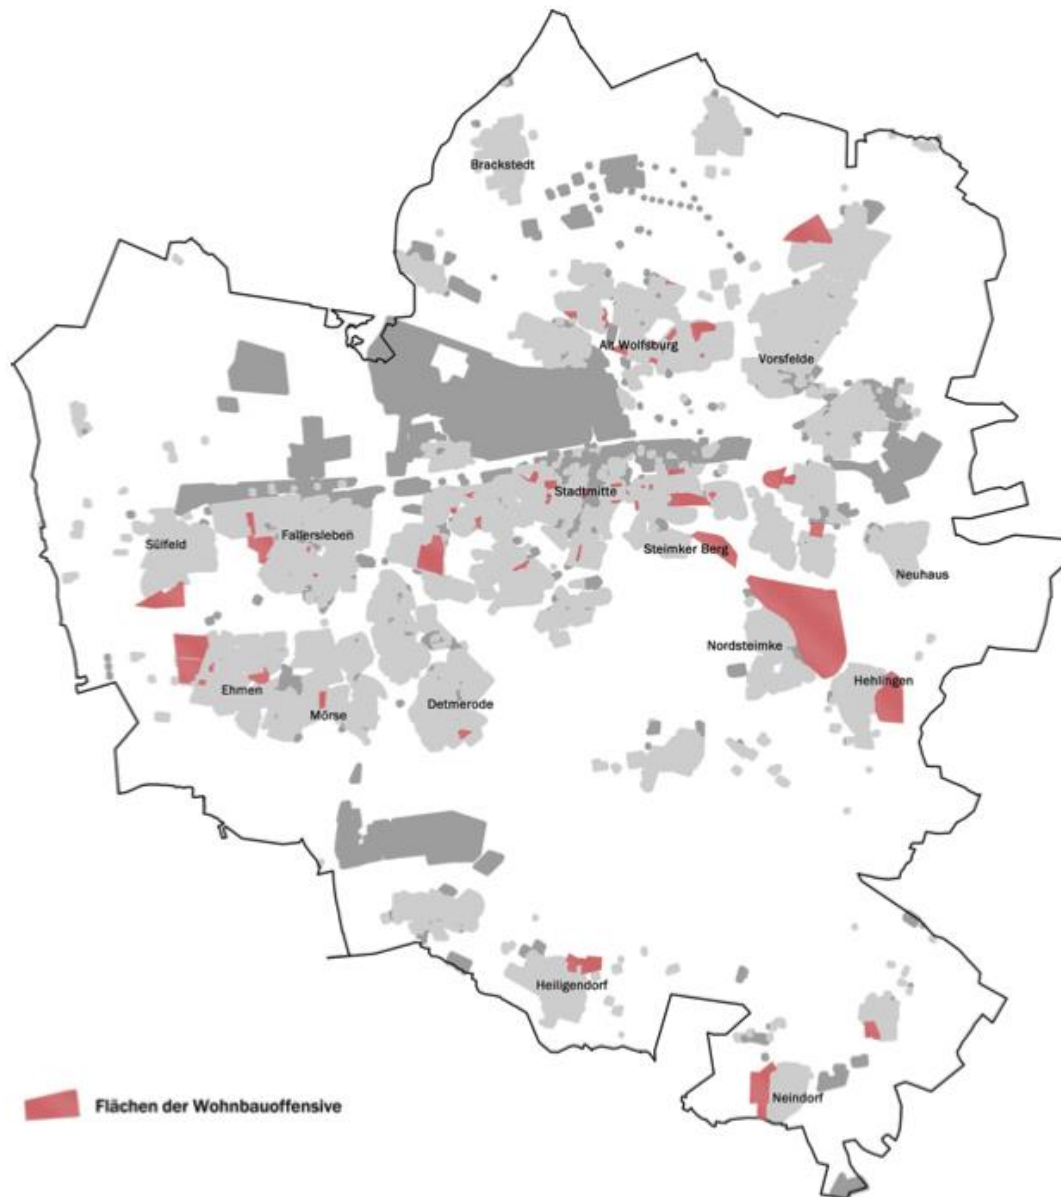 Brackstedt
Alt Wolfsburg
Vorsfelde
Stadtmitte
Fallersleben
Sülfeld
Steimker Berg
Neuhaus
Nordsteimke
Hehlingen
Ehmen
Detmerode
Mörse
Heiligendorf
Neindorf
Flächen der Wohnbauoffensive